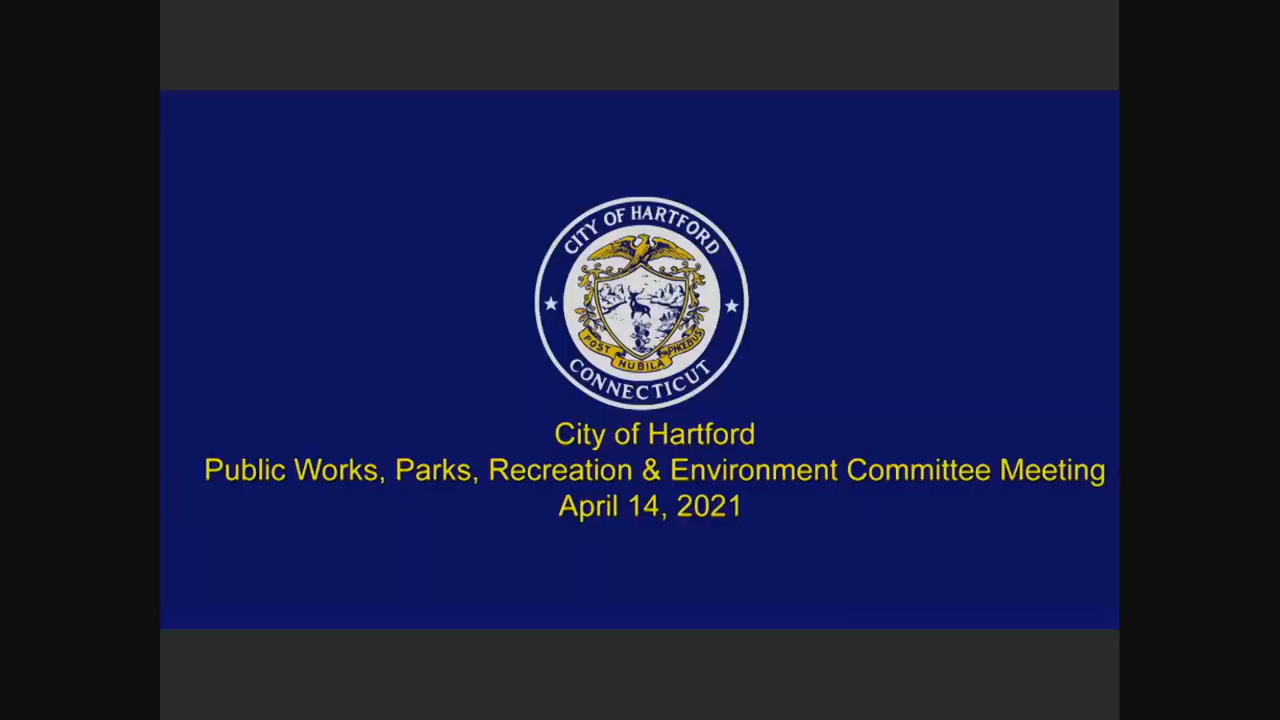 CITY OF HARTFORD
POST NUBILA PHŒBUS
CONNECTICUT
City of Hartford
Public Works, Parks, Recreation & Environment Committee Meeting
April 14, 2021